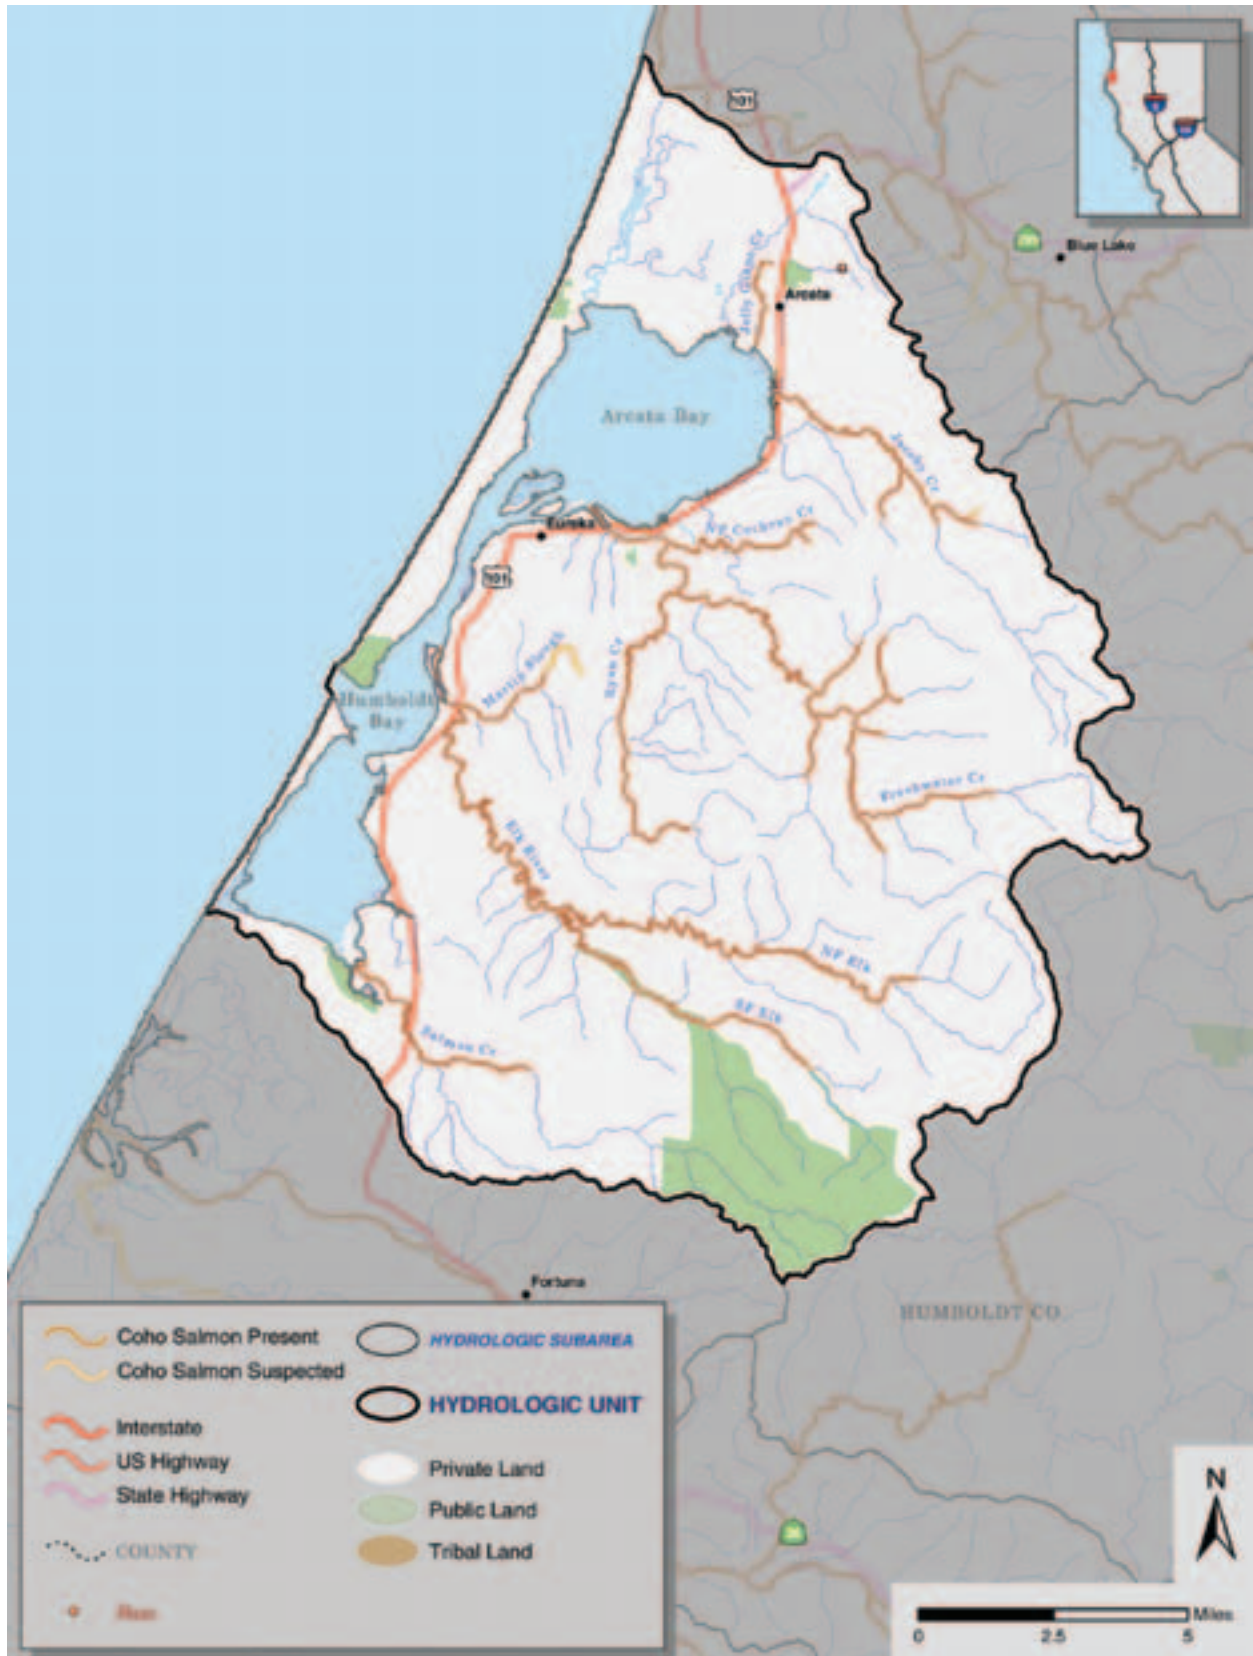 101
Blue Lake
Jolly Giant Cr
Arcata
Arcata Bay
Jacoby Cr
NF Cochran Cr
Eureka
101
Martin Slough
Ryan Cr
Humboldt
Bay
Freshwater Cr
Elk River
NF Elk
SF Elk
Salmon Cr
Fortuna
HUMBOLDT CO
Coho Salmon Present
Coho Salmon Suspected
Interstate
US Highway
State Highway
COUNTY
HYDROLOGIC SUBAREA
HYDROLOGIC UNIT
Private Land
Public Land
Tribal Land
N
Miles
0 2.5 5